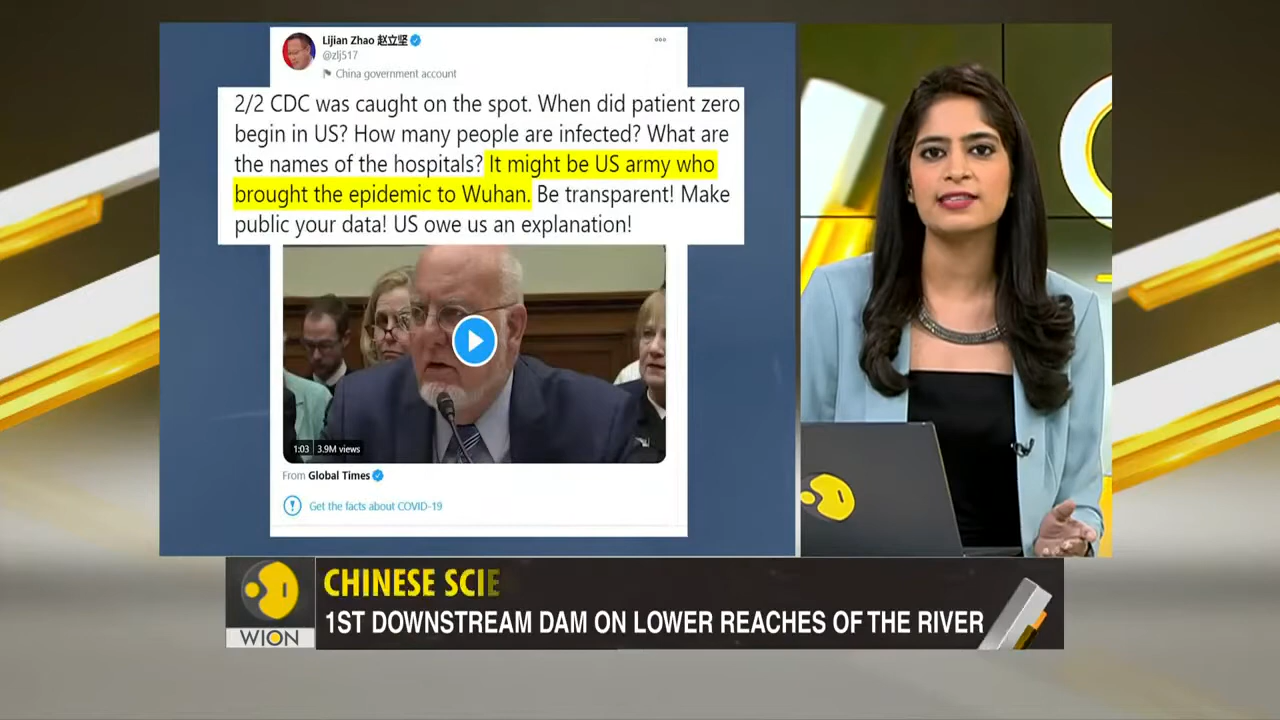 Lijian Zhao 赵立坚
@zlj517
China government account
2/2 CDC was caught on the spot. When did patient zero
begin in US? How many people are infected? What are
the names of the hospitals? It might be US army who
brought the epidemic to Wuhan. Be transparent! Make
public your data! US owe us an explanation!
1:03 3.9M views
From Global Times
Get the facts about COVID-19
CHINESE SCIE
1ST DOWNSTREAM DAM ON LOWER REACHES OF THE RIVER
WION